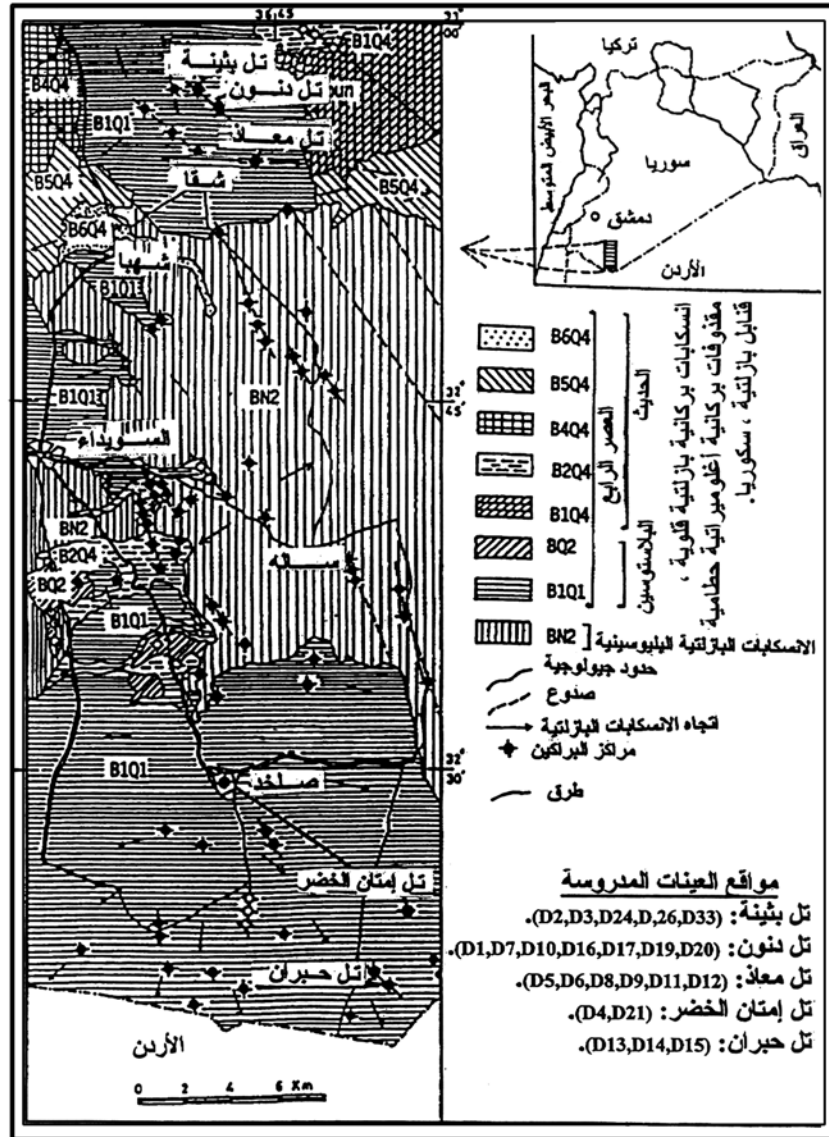 36°45
31°
00
B1Q4
تل بثينة
B4Q4
تل دنون
oun
B1Q1
تل معاذ
شقا
B5Q4
B5Q4
B6Q4
شهبا
B1Q1
BN2
32°
45
B1Q1
السويداء
BN2
B2Q4
BQ2
ساله
B1Q1
32°
30
B1Q1
صلخد
تل إمتان الخضر
تل حبران
الأردن
0 2 4 6 Km
تركيا
البحر الأبيض المتوسط
العراق
سوريا
دمشق
الأردن
B6Q4
B5Q4
B4Q4
B2Q4
B1Q4
BQ2
B1Q1
BN2
الحديث
العصر الرابع
البلاستوسين
انسكابات بركانية بازلتية قلوية ،
مقذوفات بركانية أغلوميراتية حطامية
قنابل بازلتية ، سكوريا.
الانسكابات البازلتية البليوسينية
حدود جيولوجية
صدوع
اتجاه الانسكابات البازلتية
مراكز البراكين
طرق
مواقع العينات المدروسة
تل بثينة: (D2,D3,D24,D,26,D33).
تل دنون: (D1,D7,D10,D16,D17,D19,D20).
تل معاذ: (D5,D6,D8,D9,D11,D12).
تل إمتان الخضر: (D4,D21).
تل حبران: (D13,D14,D15).